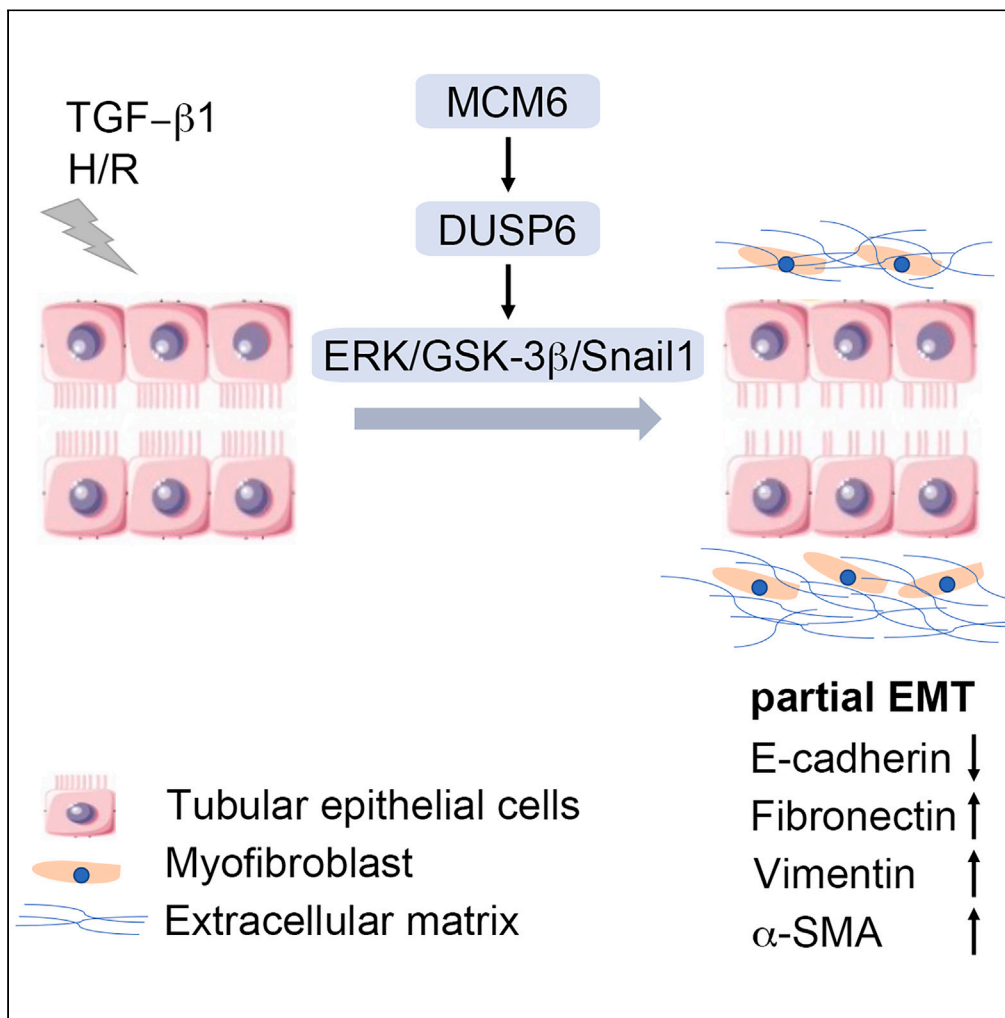 TGF–β1
H/R
MCM6
DUSP6
ERK/GSK-3β/Snail1
partial EMT
E-cadherin ↓
Fibronectin ↑
Vimentin ↑
α-SMA ↑
Tubular epithelial cells
Myofibroblast
Extracellular matrix